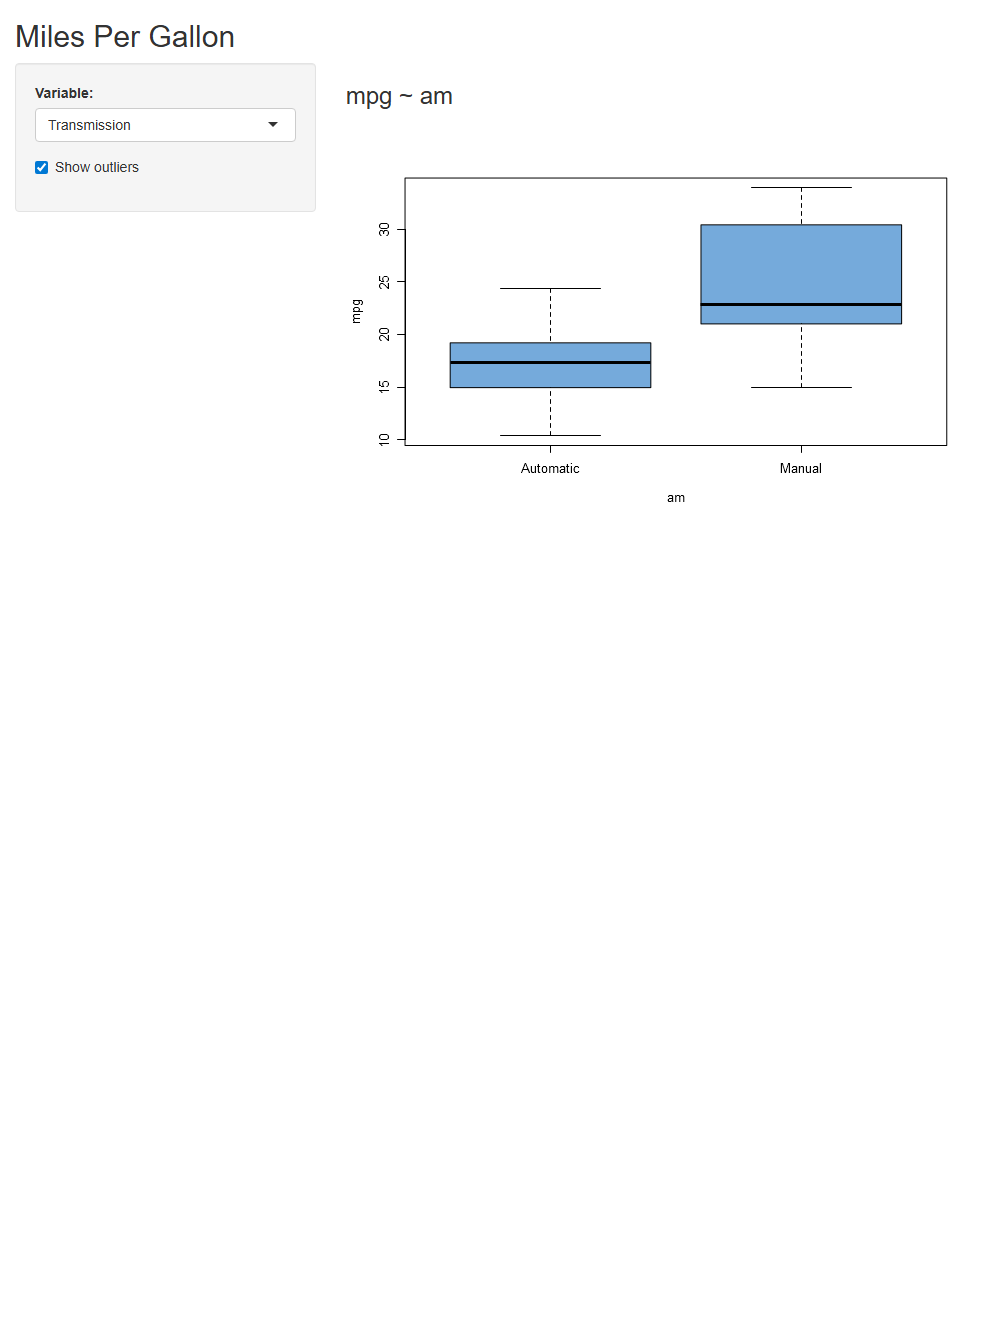 Miles Per Gallon
Variable:
Transmission
Show outliers
mpg ~ am
mpg
30
25
20
15
10
Automatic Manual
am